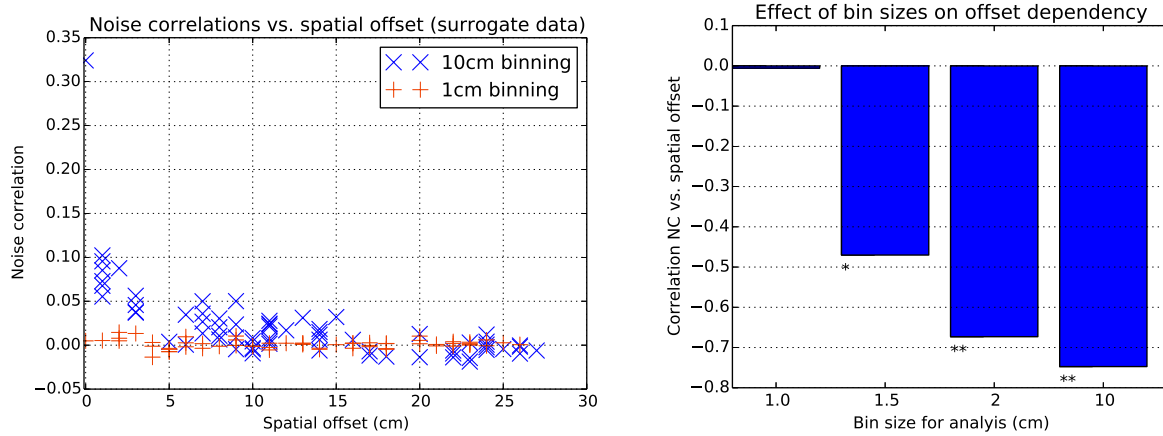 Noise correlations vs. spatial offset (surrogate data)
0.35
0.30
0.25
0.20
0.15
0.10
0.05
0.00
−0.05
Noise correlation
10cm binning
1cm binning
0 5 10 15 20 25 30
Spatial offset (cm)
Effect of bin sizes on offset dependency
0.1
0.0
−0.1
−0.2
−0.3
−0.4
−0.5
−0.6
−0.7
−0.8
Correlation NC vs. spatial offset
*
**
**
1.0 1.5 2 10
Bin size for analyis (cm)